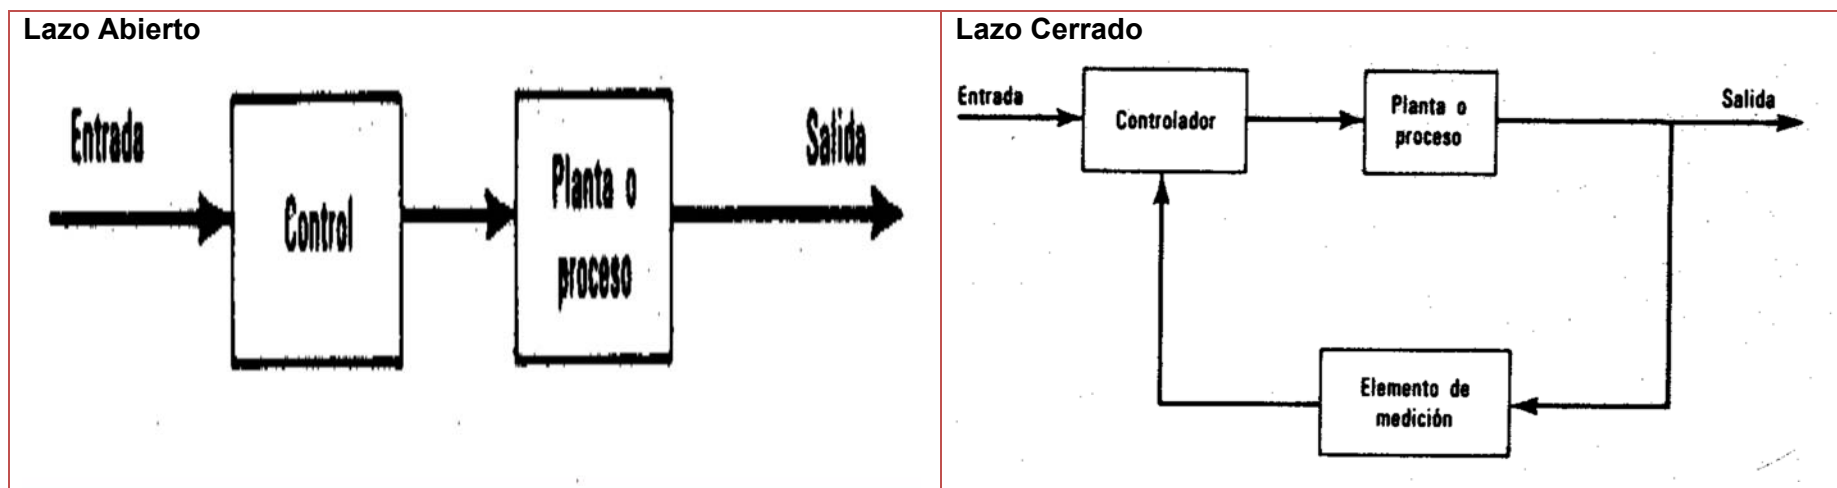 Lazo Abierto
Entrada
Control
Planta o
proceso
Salida
Lazo Cerrado
Entrada
Controlador
Planta o
proceso
Salida
Elemento de
medición